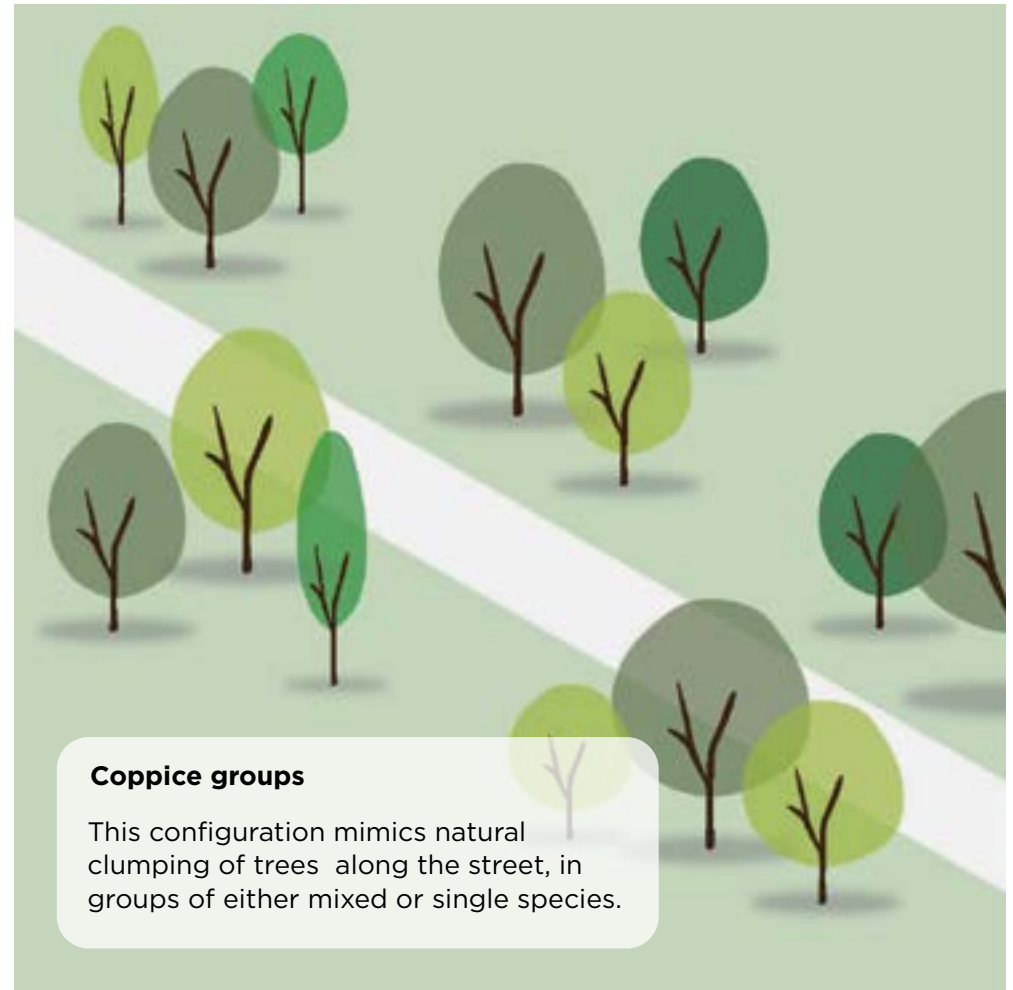 Coppice groups
This configuration mimics natural
clumping of trees  along the street, in
groups of either mixed or single species.